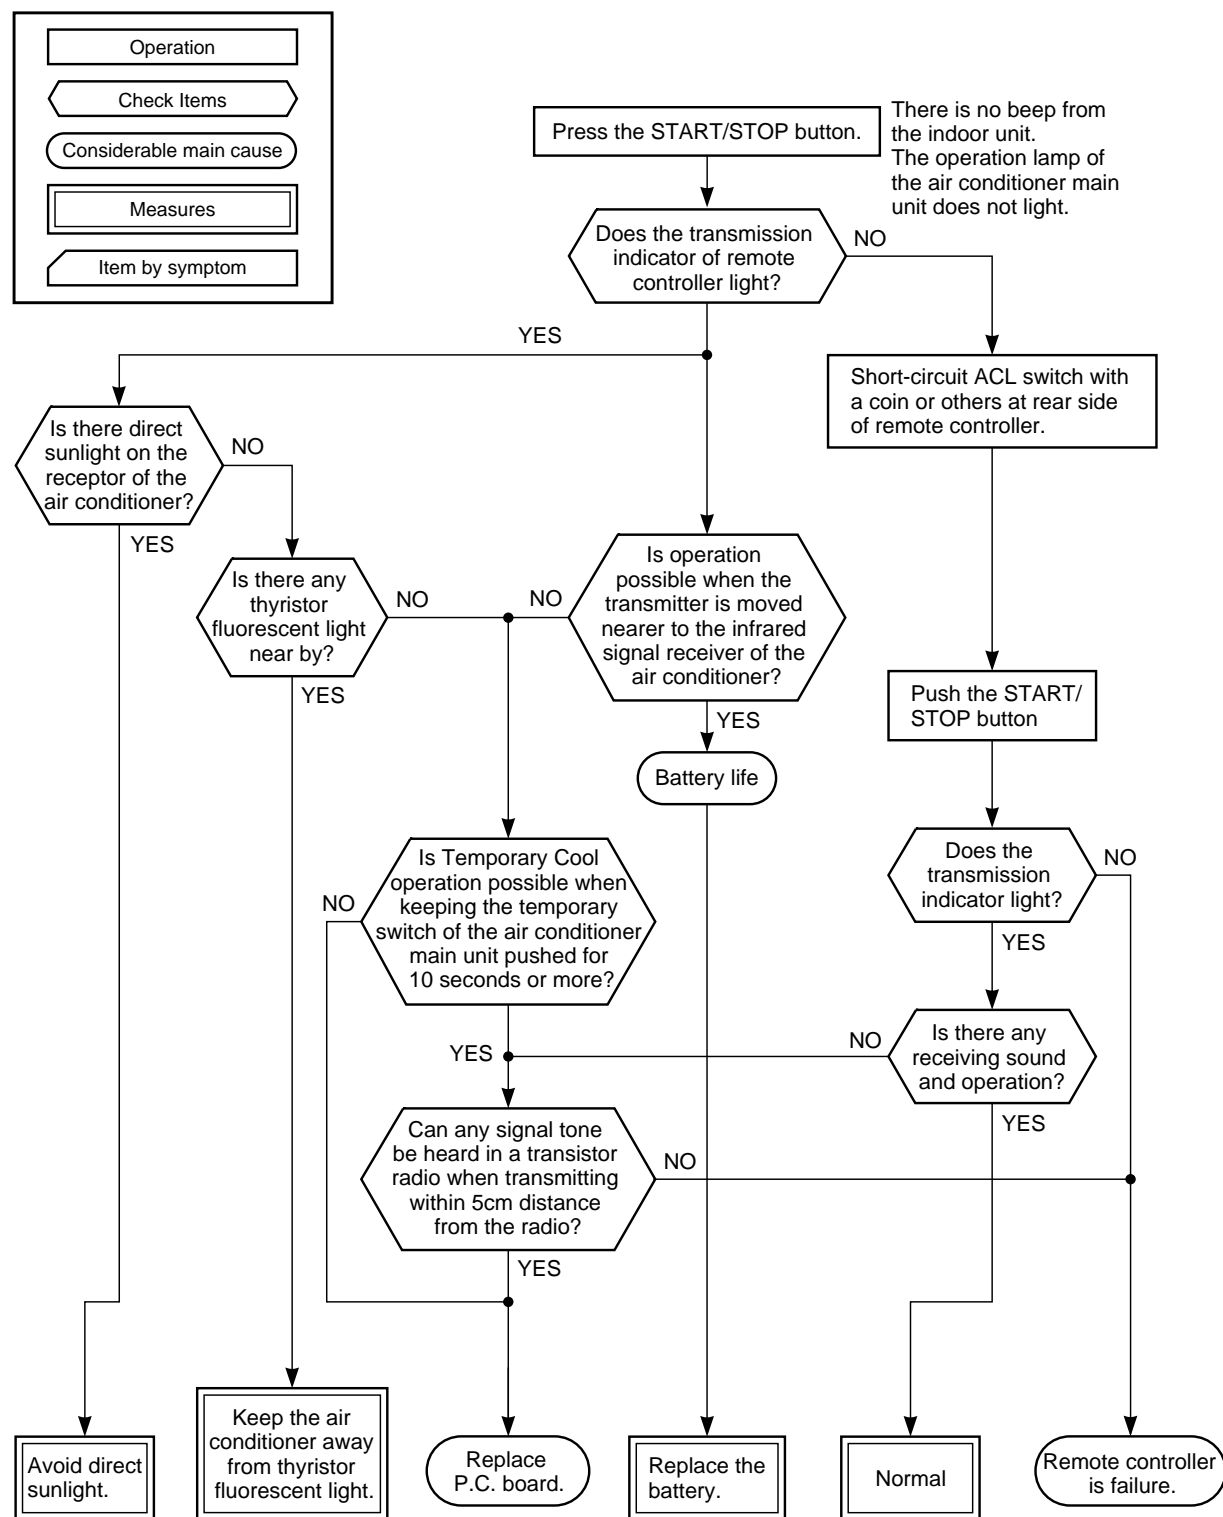 Operation
Check Items
Considerable main cause
Measures
Item by symptom
Press the START/STOP button.
There is no beep from
the indoor unit.
The operation lamp of
the air conditioner main
unit does not light.
Does the transmission
indicator of remote
controller light?
NO
YES
Short-circuit ACL switch with
a coin or others at rear side
of remote controller.
Is there direct
sunlight on the
receptor of the
air conditioner?
NO
YES
Is there any
thyristor
fluorescent light
near by?
NO
YES
Is operation
possible when the
transmitter is moved
nearer to the infrared
signal receiver of the
air conditioner?
NO
YES
Push the START/
STOP button
Battery life
Is Temporary Cool
operation possible when
keeping the temporary
switch of the air conditioner
main unit pushed for
10 seconds or more?
NO
YES
Does the
transmission
indicator light?
NO
YES
Is there any
receiving sound
and operation?
NO
YES
Can any signal tone
be heard in a transistor
radio when transmitting
within 5cm distance
from the radio?
NO
YES
Avoid direct
sunlight.
Keep the air
conditioner away
from thyristor
fluorescent light.
Replace
P.C. board.
Replace the
battery.
Normal
Remote controller
is failure.